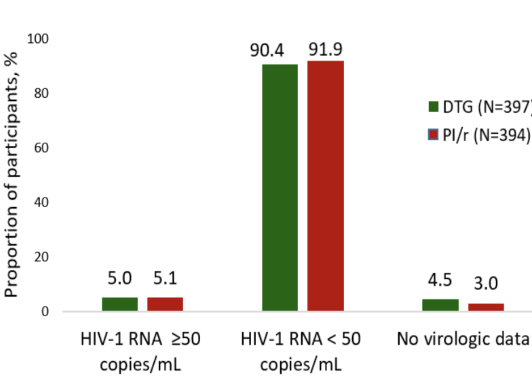 Proportion of participants, %
100
80
60
40
20
0
90.4 91.9
5.0 5.1
4.5 3.0
DTG (N=397)
PI/r (N=394)
HIV-1 RNA ≥50
copies/mL
HIV-1 RNA < 50
copies/mL
No virologic data